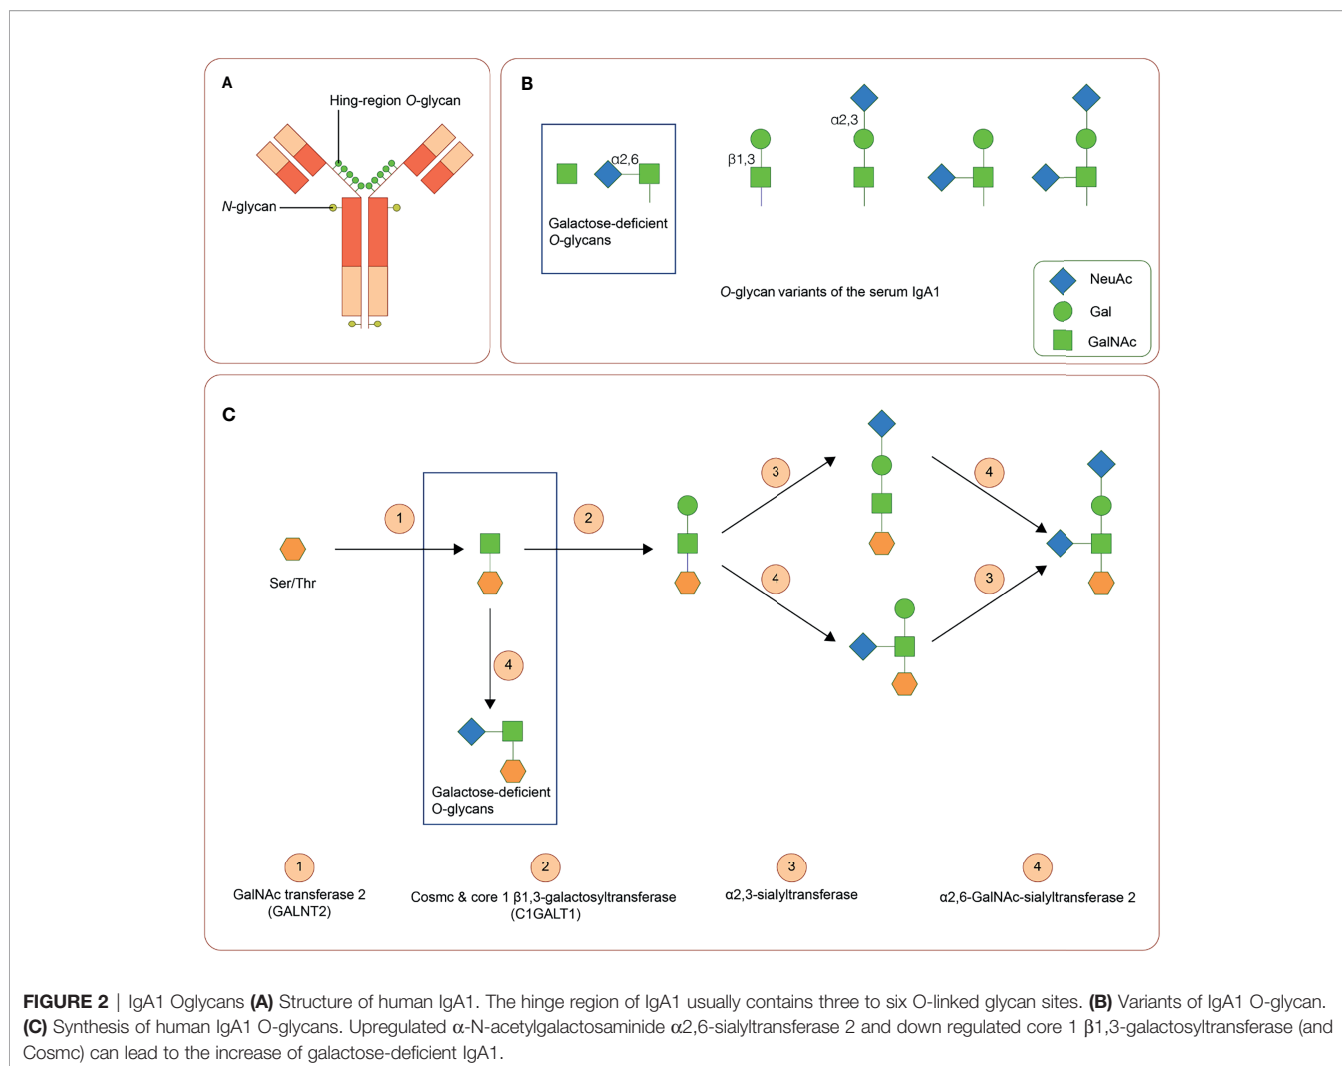 A
Hing-region O-glycan
N-glycan
B
α2,6
Galactose-deficient
O-glycans
β1,3
α2,3
O-glycan variants of the serum IgA1
NeuAc
Gal
GalNAc
C
Ser/Thr
1
2
3
4
4
3
4
Galactose-deficient
O-glycans
1
GalNAc transferase 2
(GALNT2)
2
Cosmc & core 1 β1,3-galactosyltransferase
(C1GALT1)
3
α2,3-sialyltransferase
4
α2,6-GalNAc-sialyltransferase 2
FIGURE 2 | IgA1 Oglycans (A) Structure of human IgA1. The hinge region of IgA1 usually contains three to six O-linked glycan sites. (B) Variants of IgA1 O-glycan.
(C) Synthesis of human IgA1 O-glycans. Upregulated α-N-acetylgalactosaminide α2,6-sialyltransferase 2 and down regulated core 1 β1,3-galactosyltransferase (and
Cosmc) can lead to the increase of galactose-deficient IgA1.